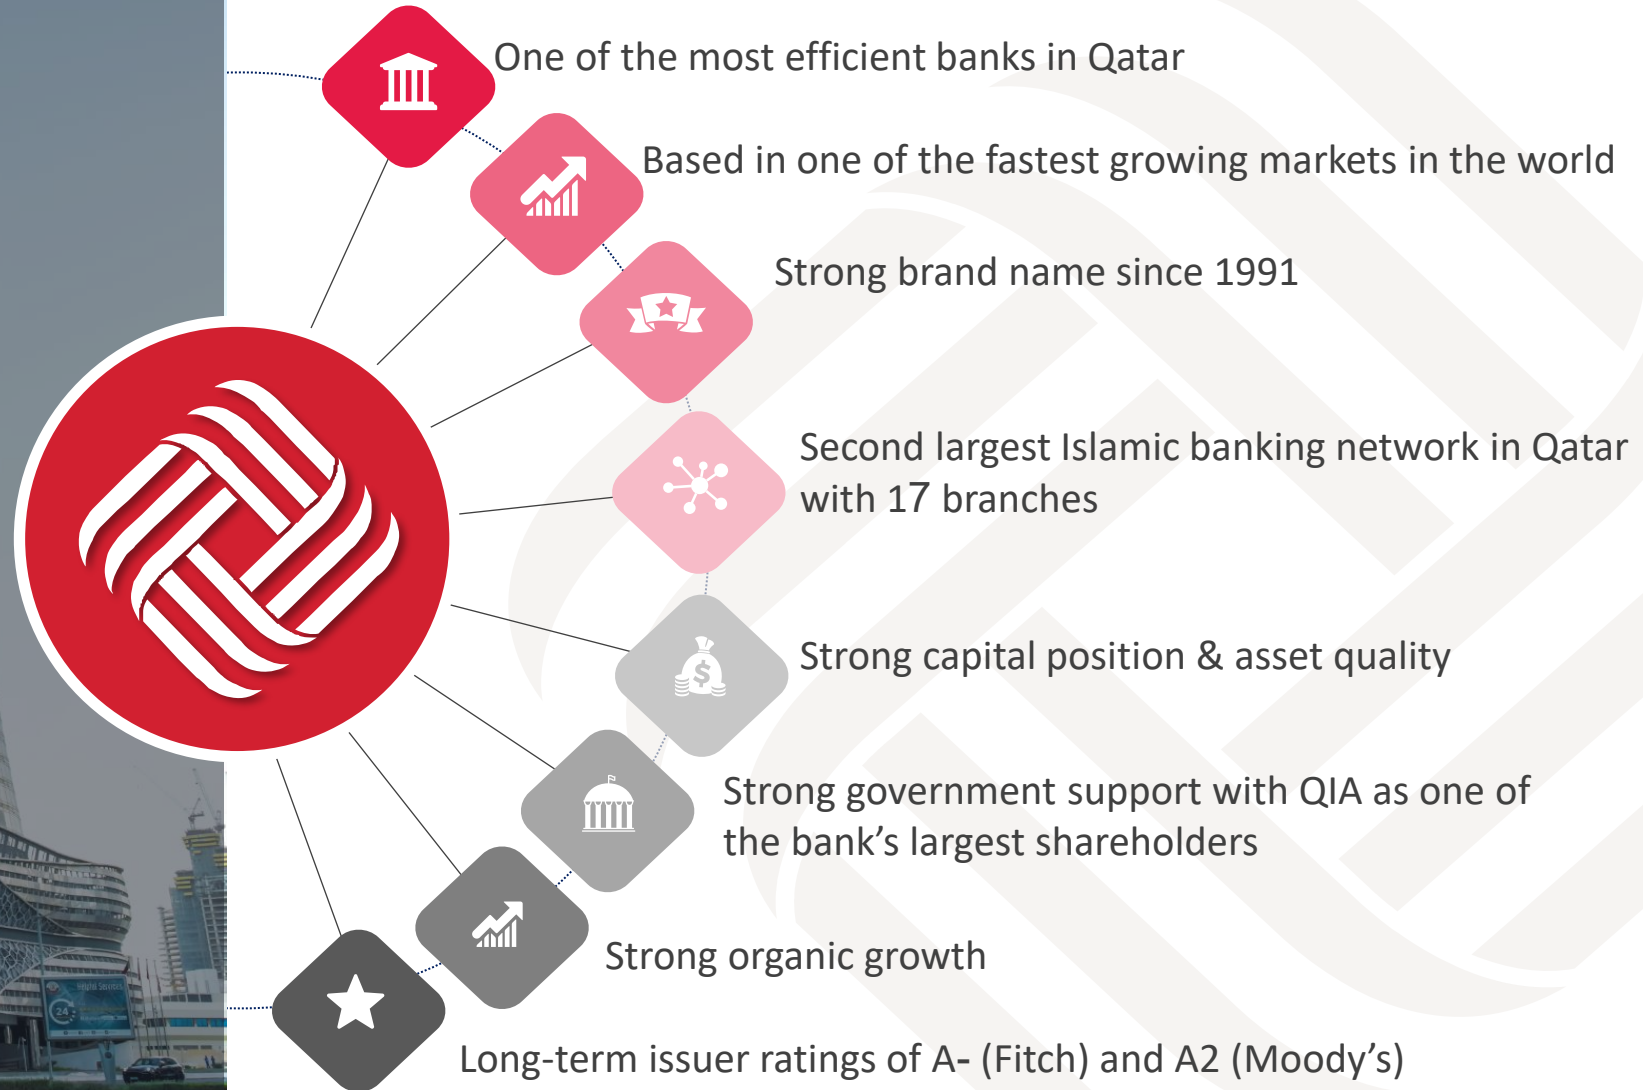 One of the most efficient banks in Qatar
Based in one of the fastest growing markets in the world
Strong brand name since 1991
Second largest Islamic banking network in Qatar
with 17 branches
Strong capital position & asset quality
$
Strong government support with QIA as one of
the bank’s largest shareholders
Strong organic growth
24
Long-term issuer ratings of A- (Fitch) and A2 (Moody’s)